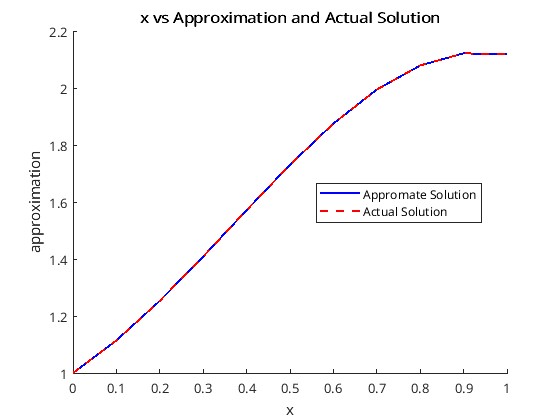 x vs Approximation and Actual Solution
2.2
2
1.8
1.6
1.4
1.2
1
approximation
Appromate Solution
Actual Solution
0 0.1 0.2 0.3 0.4 0.5 0.6 0.7 0.8 0.9 1
x